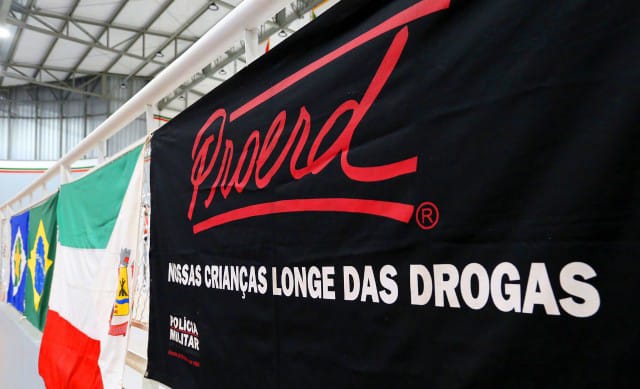 Proerd ®
NOSSAS CRIANÇAS LONGE DAS DROGAS
POLÍCIA
MILITAR